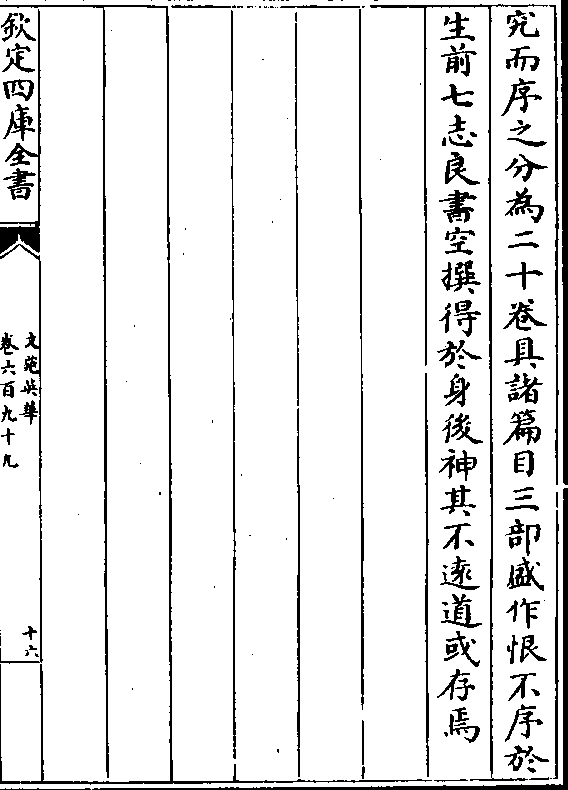 究而序之分為二十卷具諸篇目三部盛作恨不序於
生前七志良書空撰得於身後神其不遠道或存焉
欽定四庫全書
文苑英華
卷六百九十九
十六